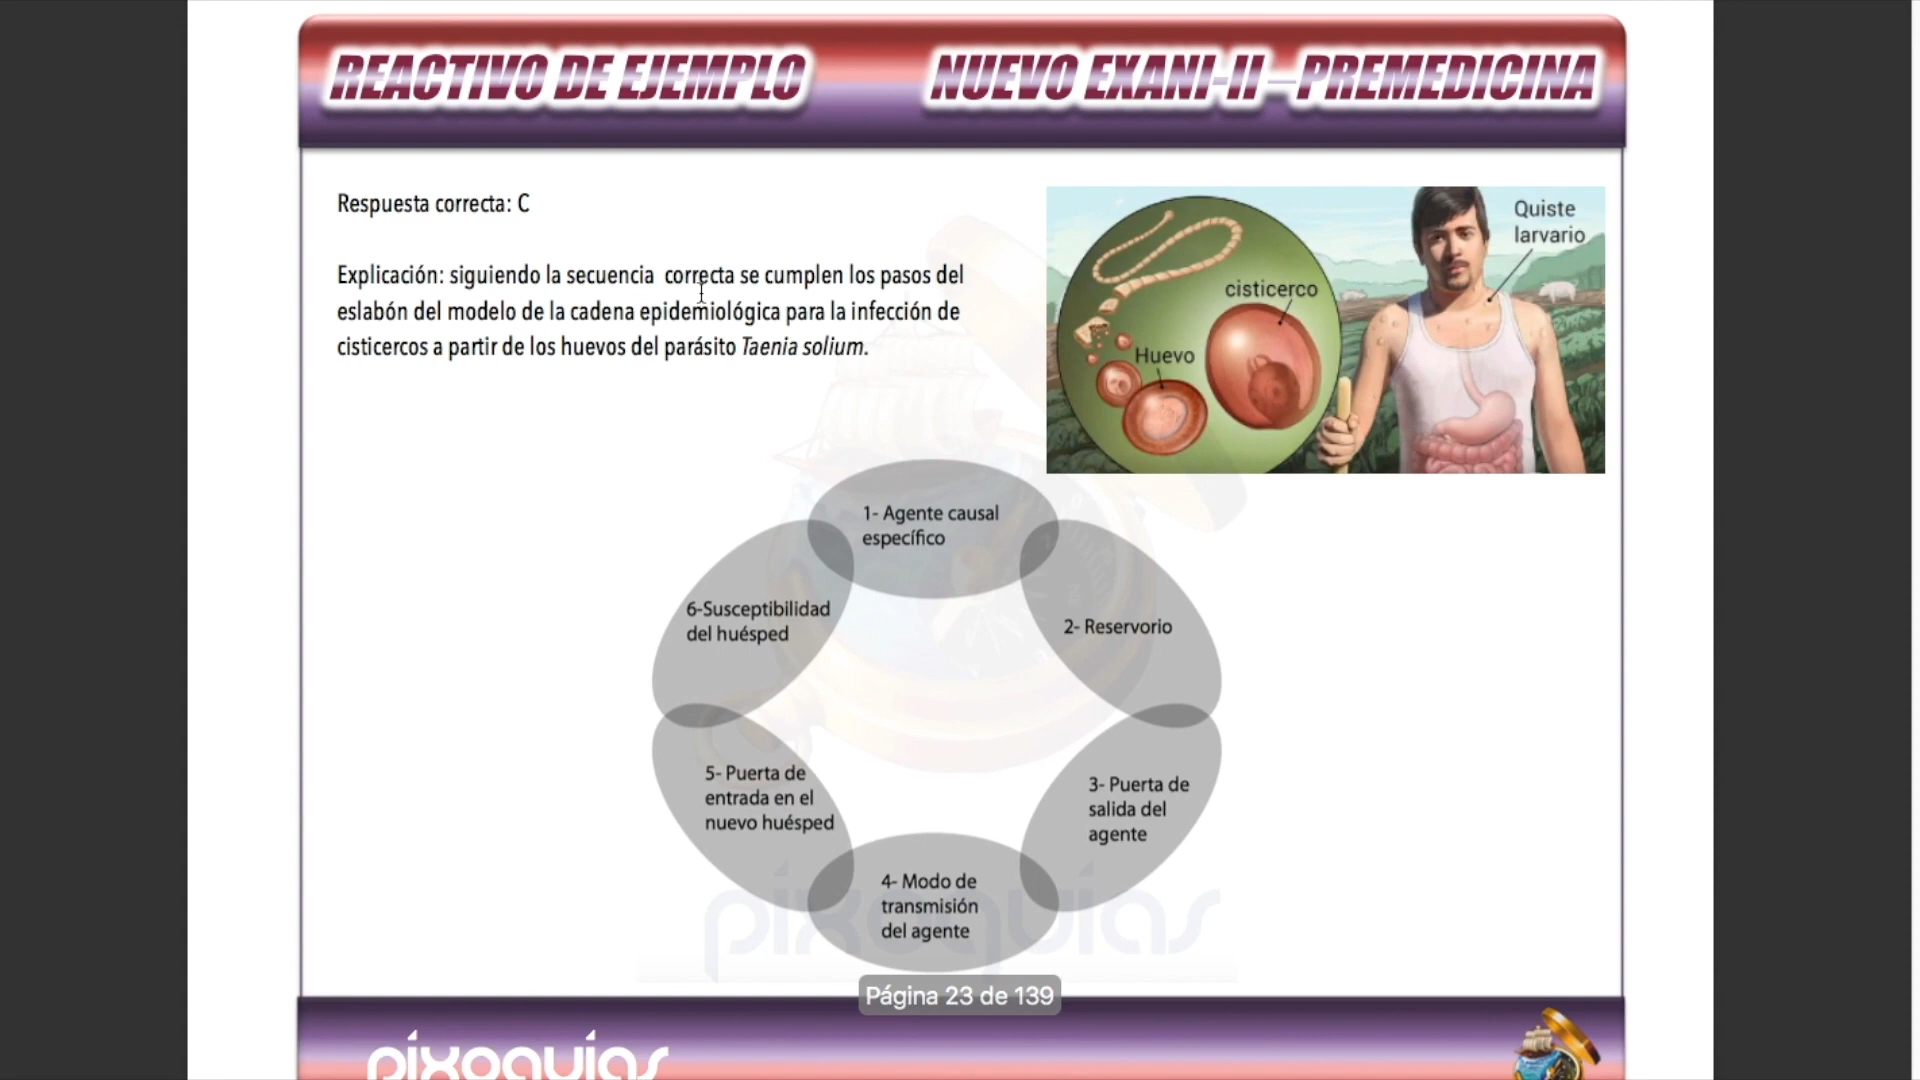 REACTIVO DE EJEMPLO
NUEVO EXANI-II - PREMEDICINA
Respuesta correcta: C
Explicación: siguiendo la secuencia correcta se cumplen los pasos del
eslabón del modelo de la cadena epidemiológica para la infección de
cisticercos a partir de los huevos del parásito Taenia solium.
Quiste
larvario
cisticerco
Huevo
1- Agente causal
específico
2- Reservorio
3- Puerta de
salida del
agente
4- Modo de
transmisión
del agente
5- Puerta de
entrada en el
nuevo huésped
6-Susceptibilidad
del huésped
pixoguías
Página 23 de 139
pixoguías